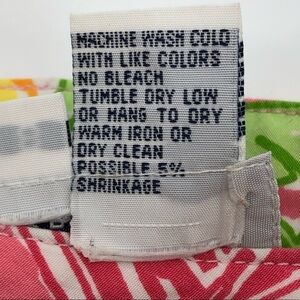 MACHINE WASH COLD
WITH LIKE COLORS
NO BLEACH
TUMBLE DRY LOW
OR HANG TO DRY
WARM IRON OR
DRY CLEAN
POSSIBLE 5%
SHRINKAGE